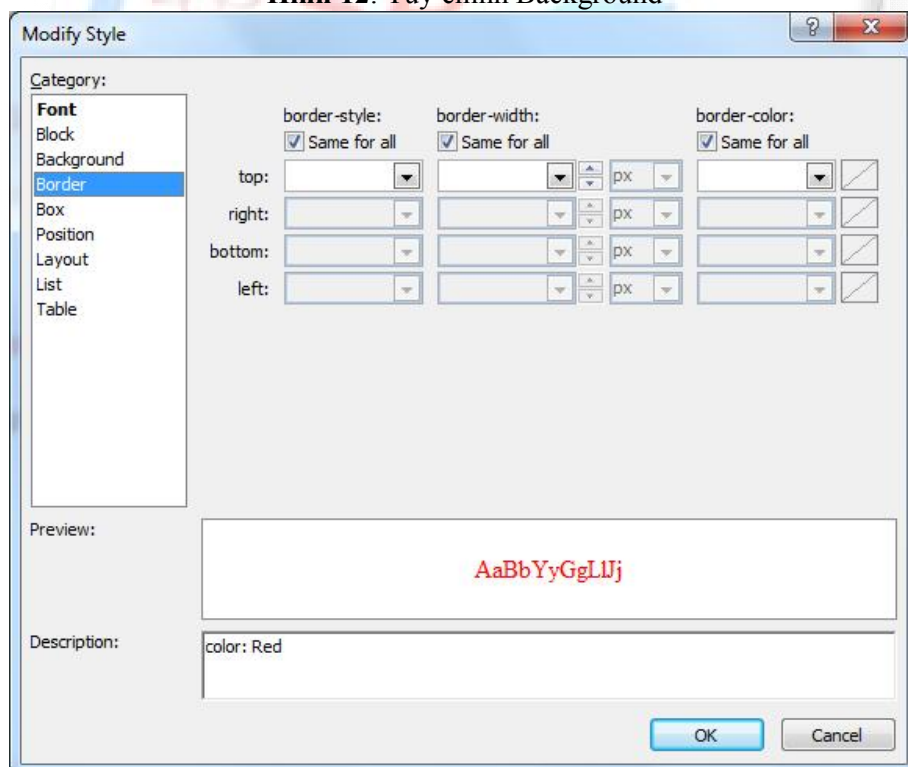 Modify Style
Category:
Font
Block
Background
Border
Box
Position
Layout
List
Table
border-style: border-width: border-color:
Same for all Same for all Same for all
top: px
right: px
bottom: px
left: px
Preview:
AaBbYyGgLlJj
Description:
color: Red
OK Cancel